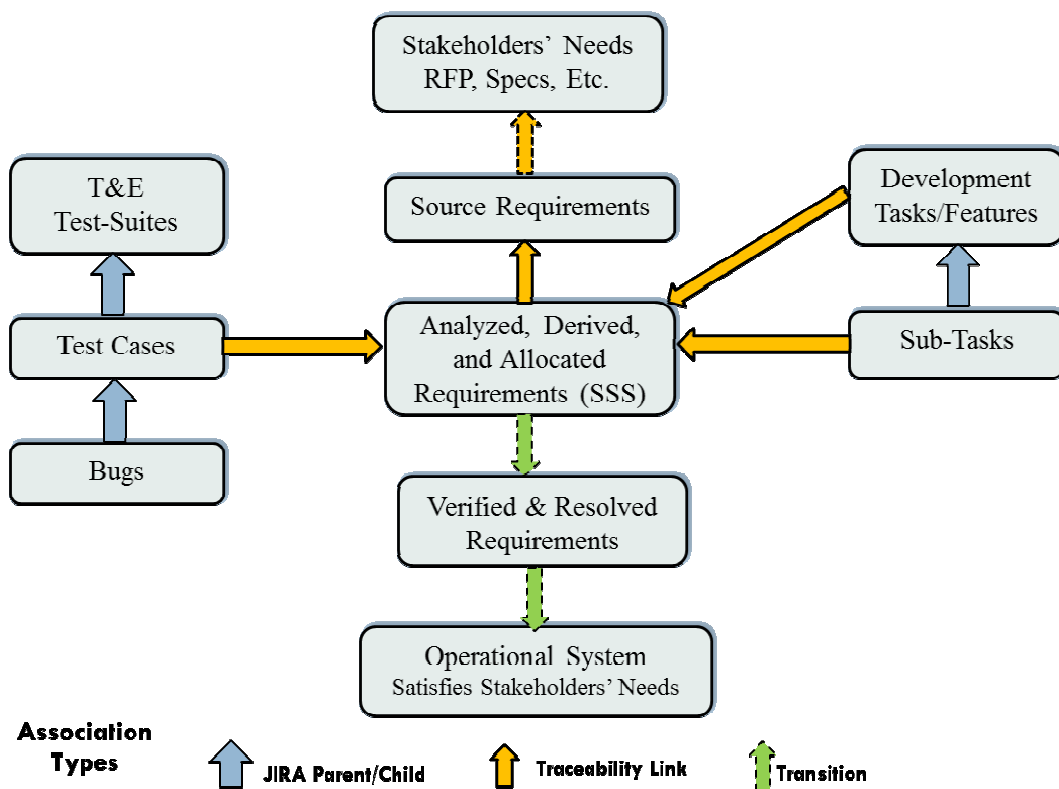 Stakeholders' Needs
RFP, Specs, Etc.
T&E
Test-Suites
Source Requirements
Development
Tasks/Features
Test Cases
Analyzed, Derived,
and Allocated
Requirements (SSS)
Sub-Tasks
Bugs
Verified & Resolved
Requirements
Operational System
Satisfies Stakeholders' Needs
Association
Types
JIRA Parent/Child
Traceability Link
Transition